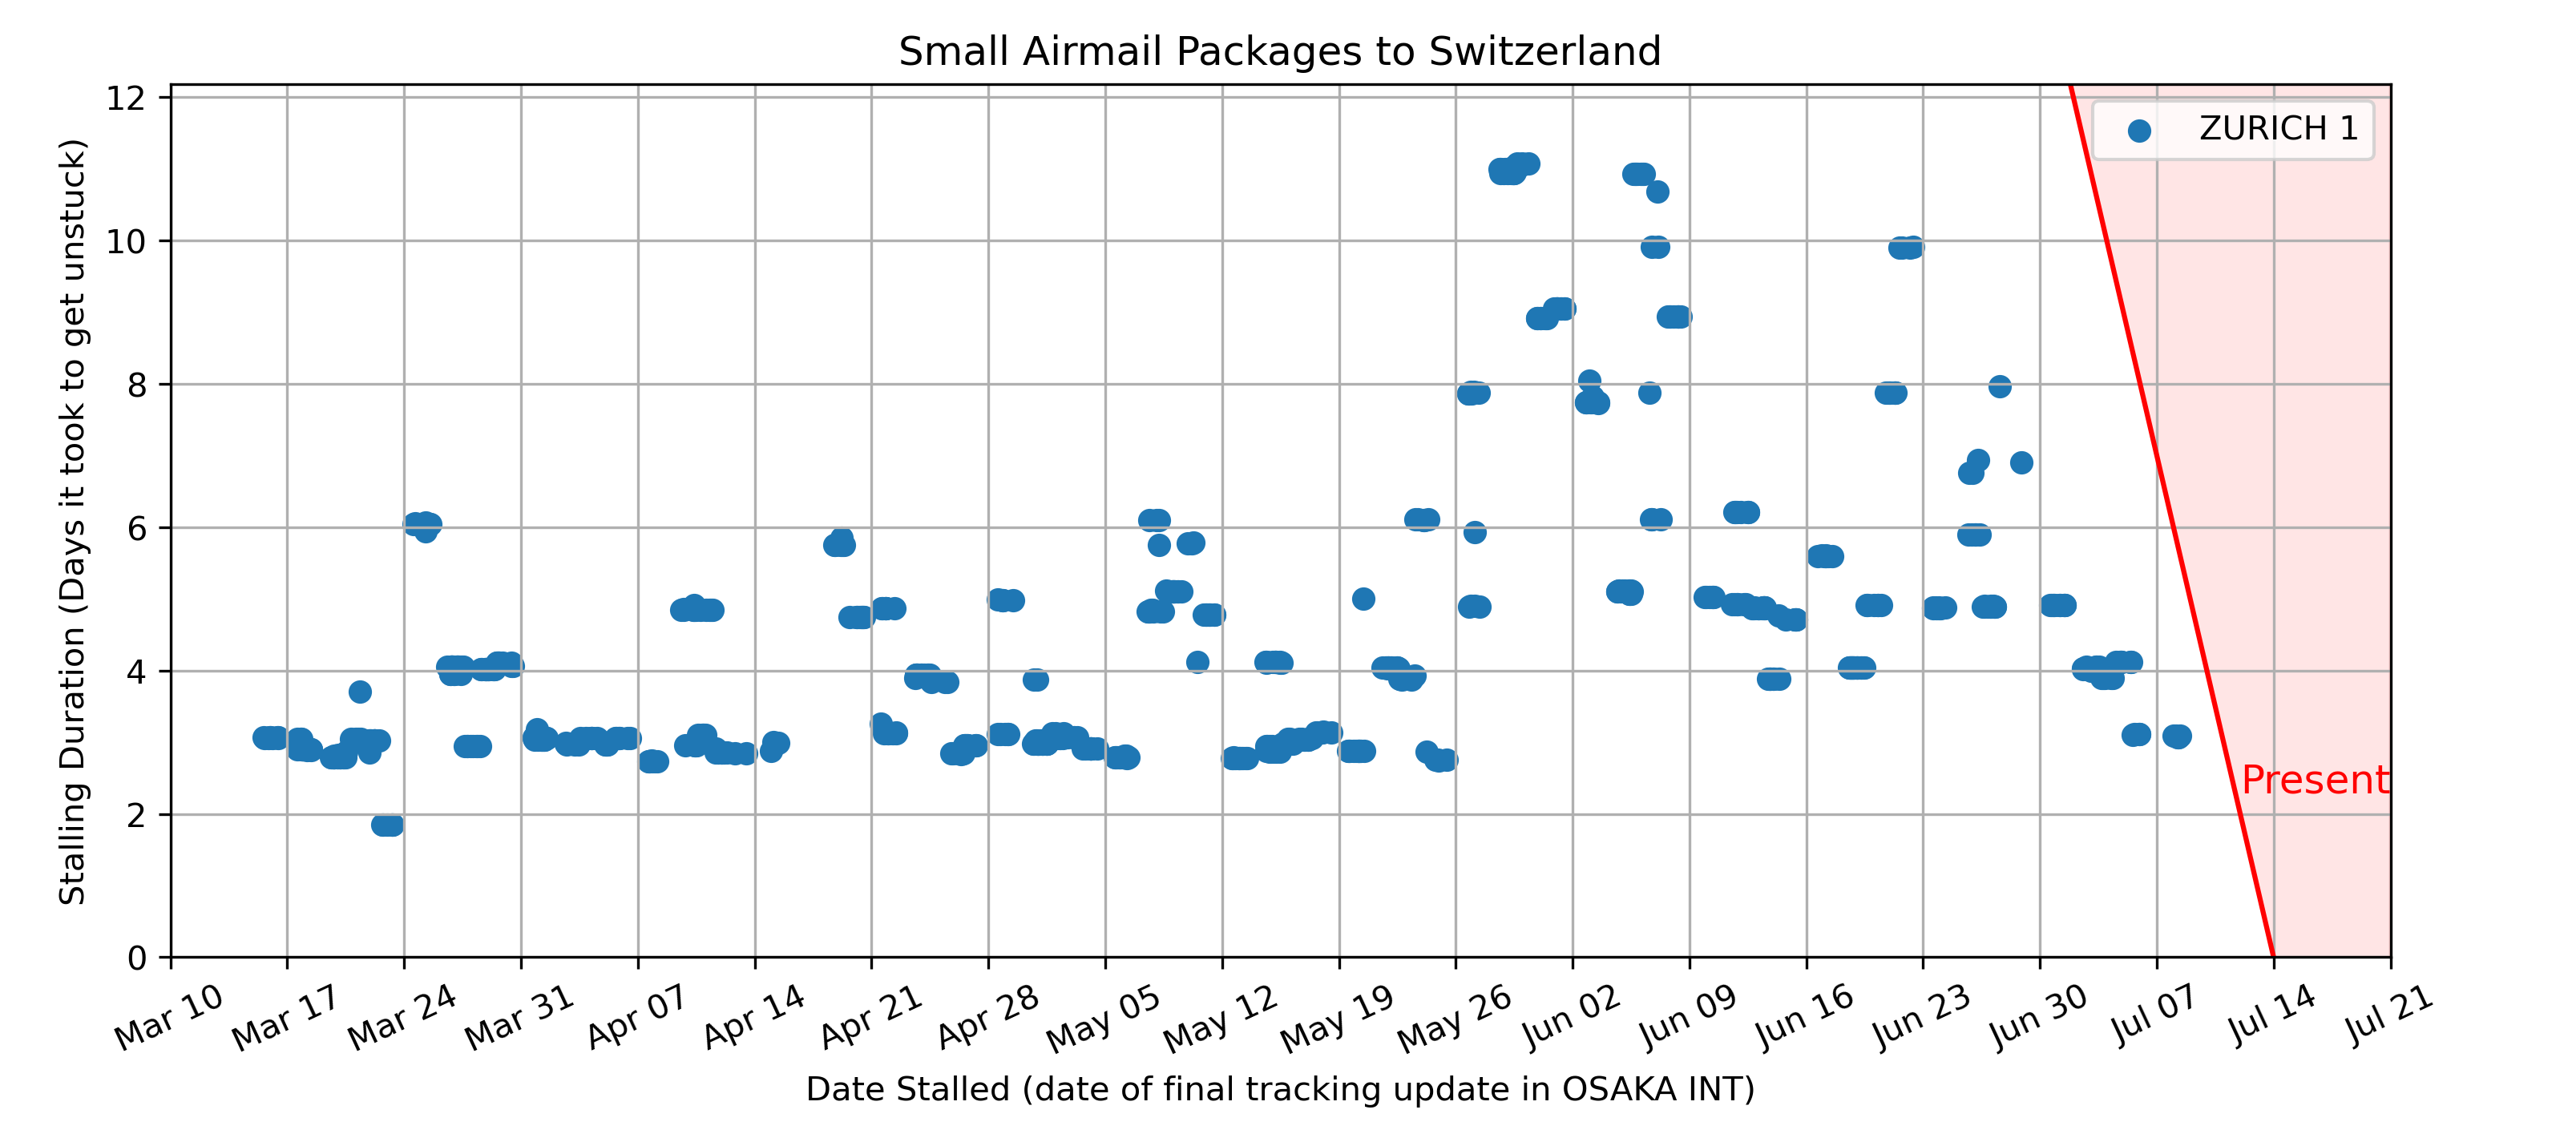 Small Airmail Packages to Switzerland
Stalling Duration (Days it took to get unstuck)
12
10
8
6
4
2
0
ZURICH 1
Present
Mar 10
Mar 17
Mar 24
Mar 31
Apr 07
Apr 14
Apr 21
Apr 28
May 05
May 12
May 19
May 26
Jun 02
Jun 09
Jun 16
Jun 23
Jun 30
Jul 07
Jul 14
Jul 21
Date Stalled (date of final tracking update in OSAKA INT)